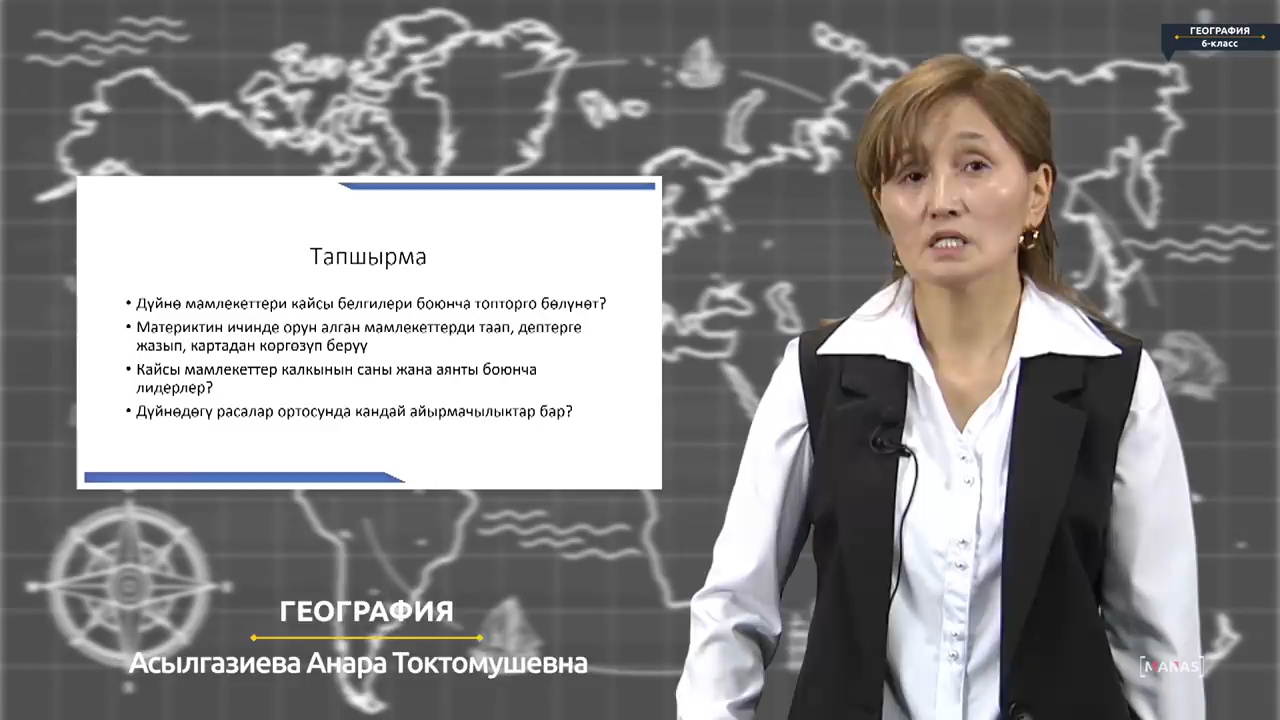 ГЕОГРАФИЯ
6-класс
Тапшырма
• Дүйнө мамлекеттери кайсы белгилери боюнча топторго бөлүнөт?
• Материктин ичинде орун алган мамлекеттерди таап, дептерге
жазып, картадан көргөзүп берүү
• Кайсы мамлекеттер калкынын саны жана аянты боюнча
лидерлер?
• Дүйнөдөгү расалар ортосунда кандай айырмачылыктар бар?
ГЕОГРАФИЯ
Асылгазиева Анара Токтомушевна
[MANAS]